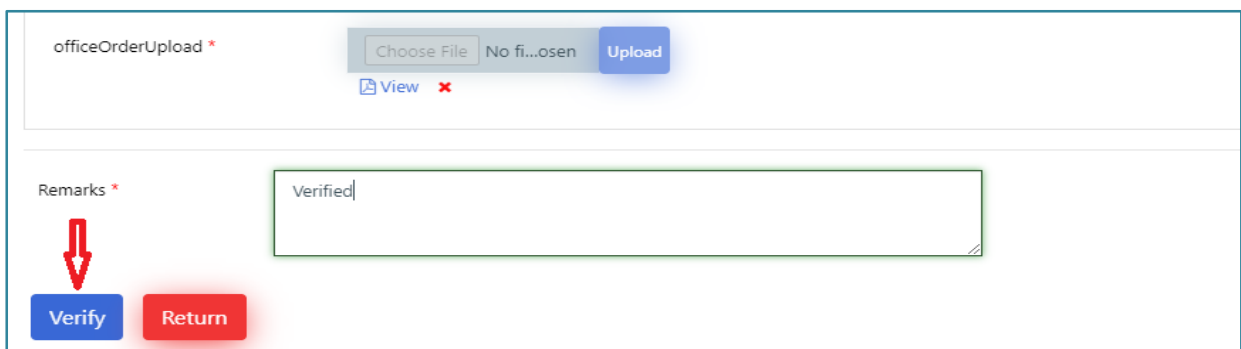 officeOrderUpload *
Choose File No fi...osen Upload
View
Remarks *
Verified
Verify Return